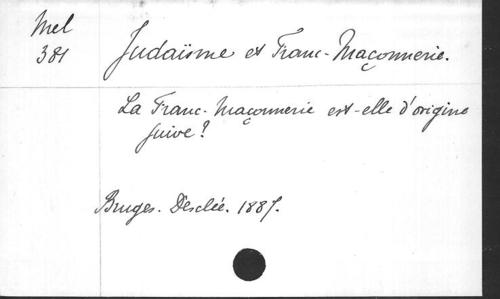 Mel
381
Judaïsme et Franc-Maçonnerie.
La Franc-Maçonnerie est-elle d'origine
juive?
Bruges. Desclée. 1887.